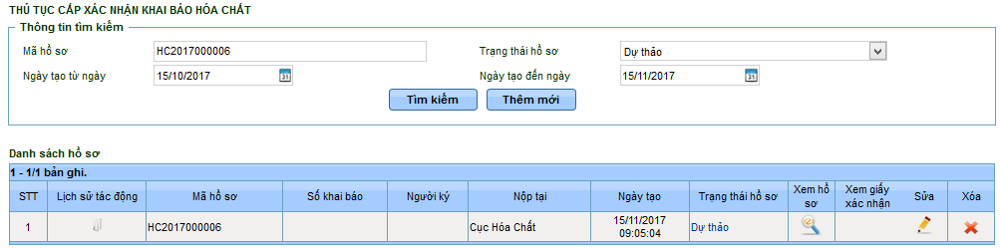 THỦ TỤC CẤP XÁC NHẬN KHAI BÁO HÓA CHẤT
Thông tin tìm kiếm
Mã hồ sơ HC2017000006 Trạng thái hồ sơ Dự thảo
Ngày tạo từ ngày 15/10/2017 31 Ngày tạo đến ngày 15/11/2017 31
Tìm kiếm Thêm mới
Danh sách hồ sơ
1 - 1/1 bản ghi.
STT Lịch sử tác động Mã hồ sơ Số khai báo Người ký Nộp tại Ngày tạo Trạng thái hồ sơ Xem hồ sơ Xem giấy xác nhận Sửa Xóa
1 HC2017000006 Cục Hóa Chất 15/11/2017 09:05:04 Dự thảo